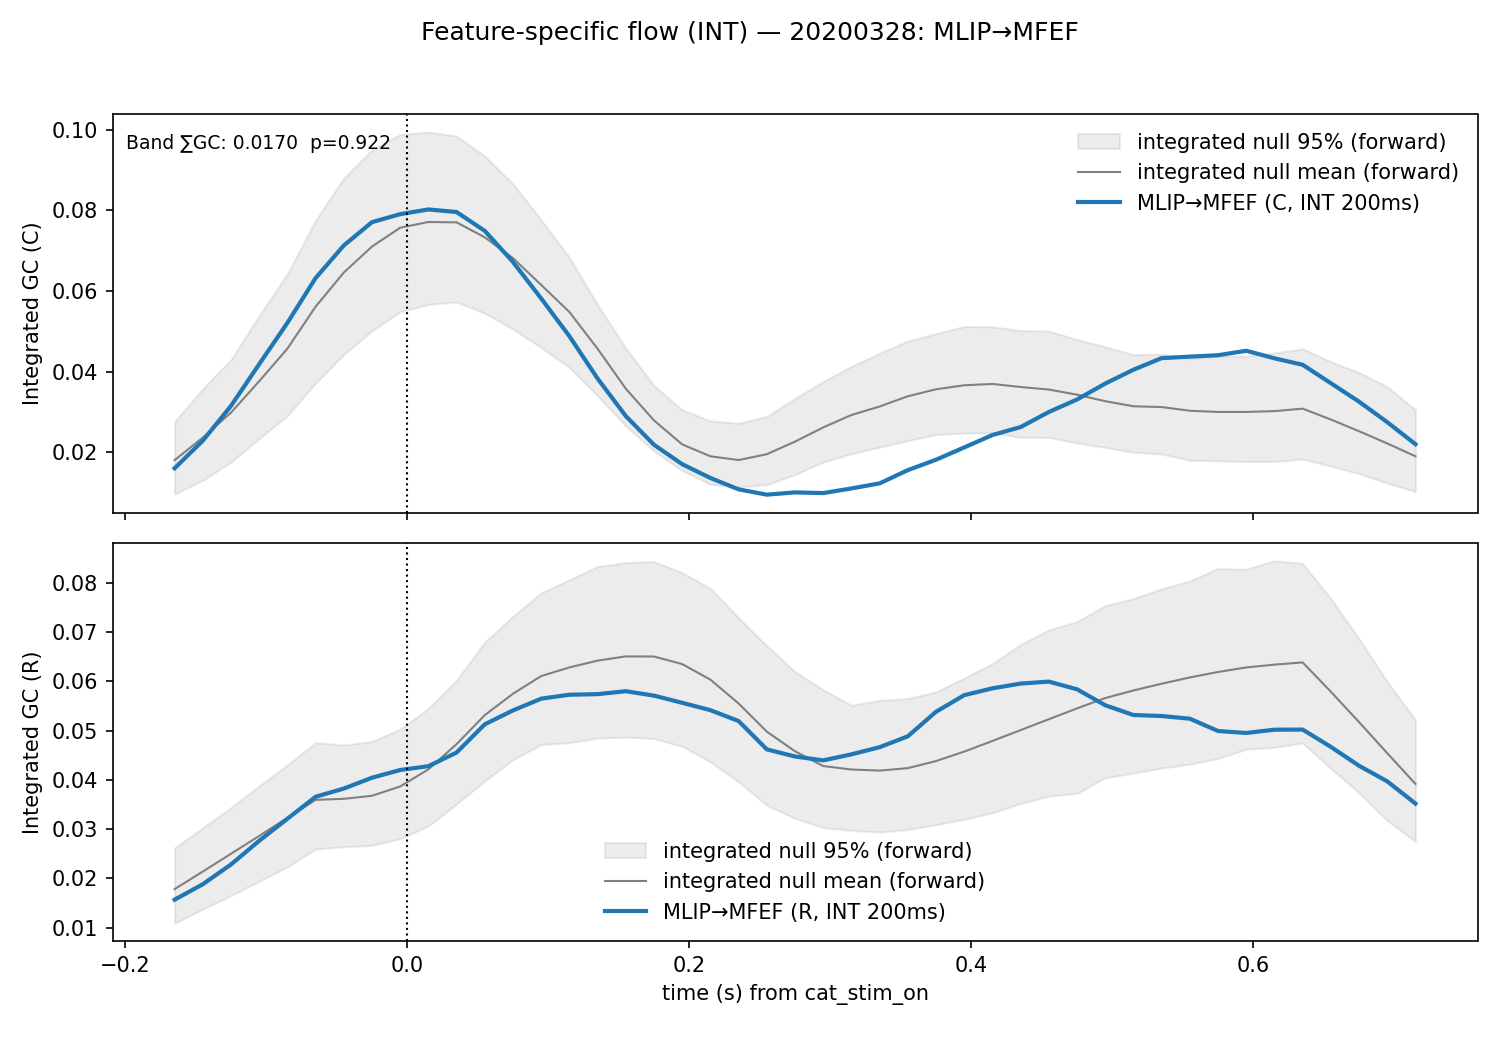 Feature-specific flow (INT) — 20200328: MLIP→MFEF
Band ∑GC: 0.0170  p=0.922
integrated null 95% (forward)
integrated null mean (forward)
MLIP→MFEF (C, INT 200ms)
Integrated GC (C)
0.10
0.08
0.06
0.04
0.02
Integrated GC (R)
0.08
0.07
0.06
0.05
0.04
0.03
0.02
0.01
integrated null 95% (forward)
integrated null mean (forward)
MLIP→MFEF (R, INT 200ms)
−0.2 0.0 0.2 0.4 0.6
time (s) from cat_stim_on